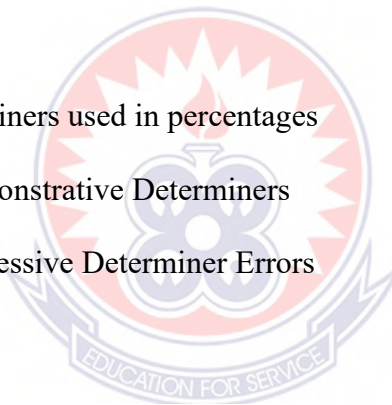 iners used in percentages
onstrative Determiners
essive Determiner Errors
EDUCATION FOR SERVICE